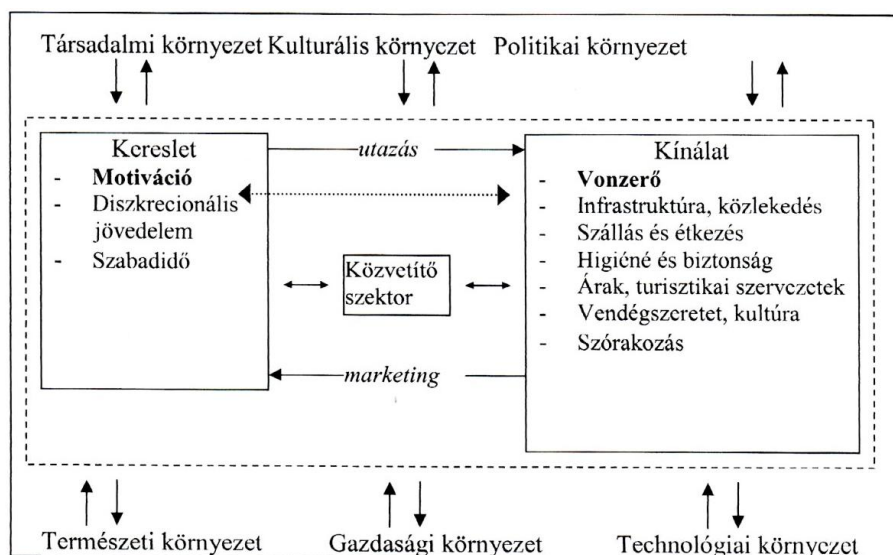 Társadalmi környezet Kulturális környezet Politikai környezet
Kereslet
- Motiváció
- Diszkrecionális
jövedelem
- Szabadidő
utazás
Közvetítő
szektor
marketing
Kínálat
- Vonzerő
- Infrastruktúra, közlekedés
- Szállás és étkezés
- Higiéné és biztonság
- Árak, turisztikai szervezetek
- Vendégszeretet, kultúra
- Szórakozás
Természeti környezet Gazdasági környezet Technológiai környezet